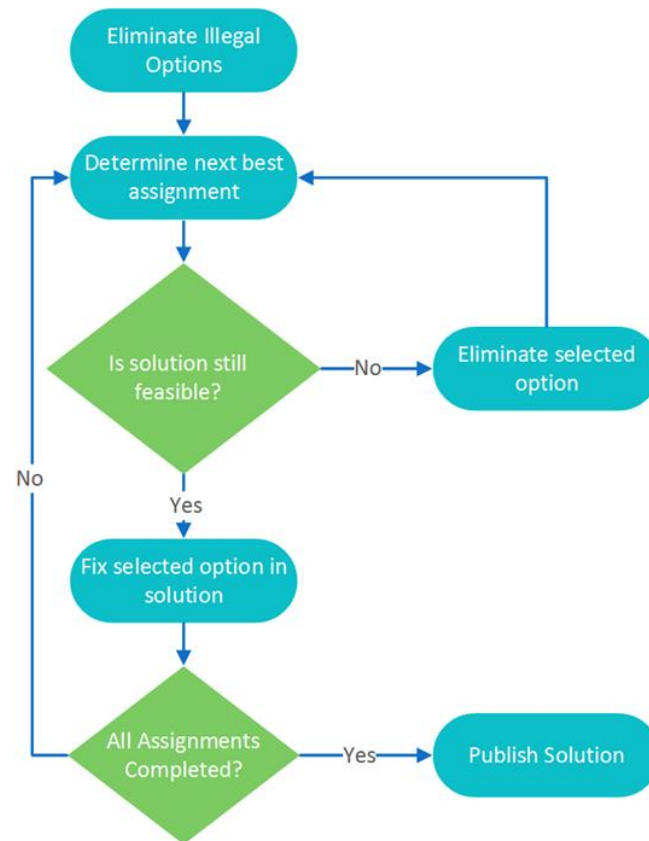 Eliminate Illegal
Options
Determine next best
assignment
Is solution still
feasible?
No
Eliminate selected
option
No
Yes
Fix selected option in
solution
All Assignments
Completed?
Yes
Publish Solution